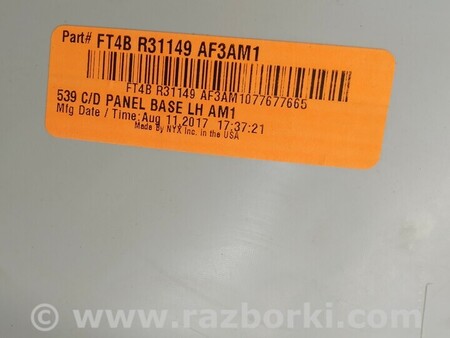 Part# FT4B R31149 AF3AM1
FT4B R31149 AF3AM1077677665
539 C/D PANEL BASE LH AM1
Mfg Date / Time:Aug 11,2017 17:37:21
Made By NYX Inc. in the USA
© www.razborki.com